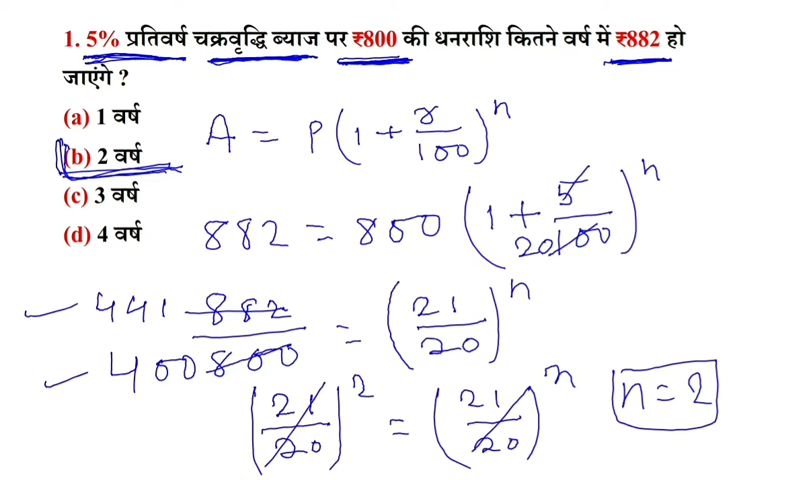 1. 5% प्रतिवर्ष चक्रवृद्धि ब्याज पर ₹800 की धनराशि कितने वर्ष में ₹882 हो
जाएंगे ?
(a) 1 वर्ष
(b) 2 वर्ष
(c) 3 वर्ष
(d) 4 वर्ष
A = P(1 + r/100)^n
882 = 800 (1 + 5/20100)^n
441 882/400 800 = (21/20)^n
(21/20)^2 = (21/20)^n
n = 2